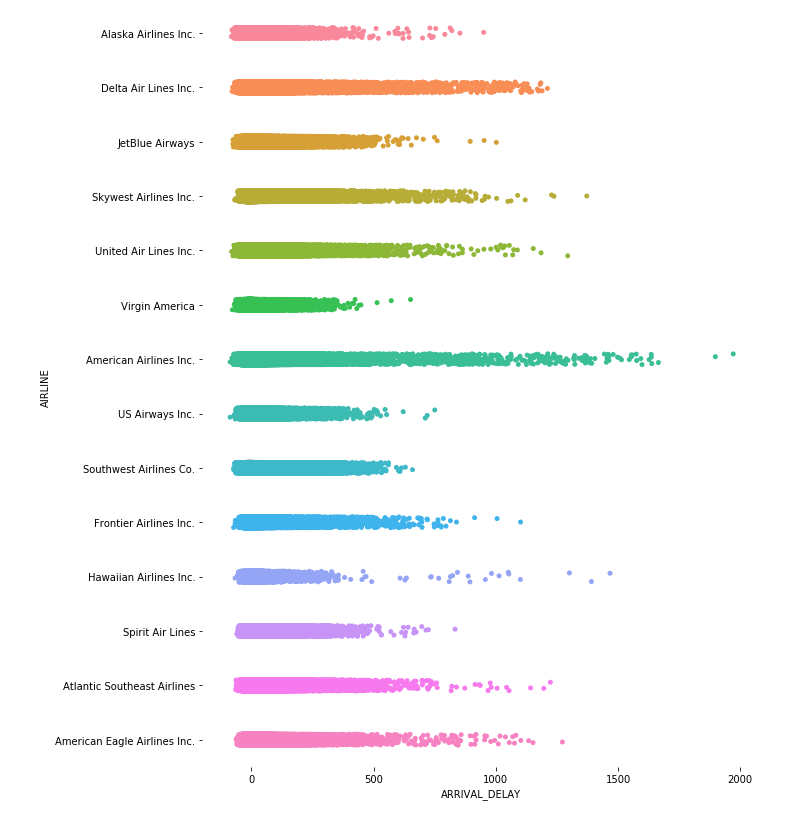 Alaska Airlines Inc.
Delta Air Lines Inc.
JetBlue Airways
Skywest Airlines Inc.
United Air Lines Inc.
Virgin America
American Airlines Inc.
AIRLINE
US Airways Inc.
Southwest Airlines Co.
Frontier Airlines Inc.
Hawaiian Airlines Inc.
Spirit Air Lines
Atlantic Southeast Airlines
American Eagle Airlines Inc.
0 500 1000 1500 2000
ARRIVAL_DELAY